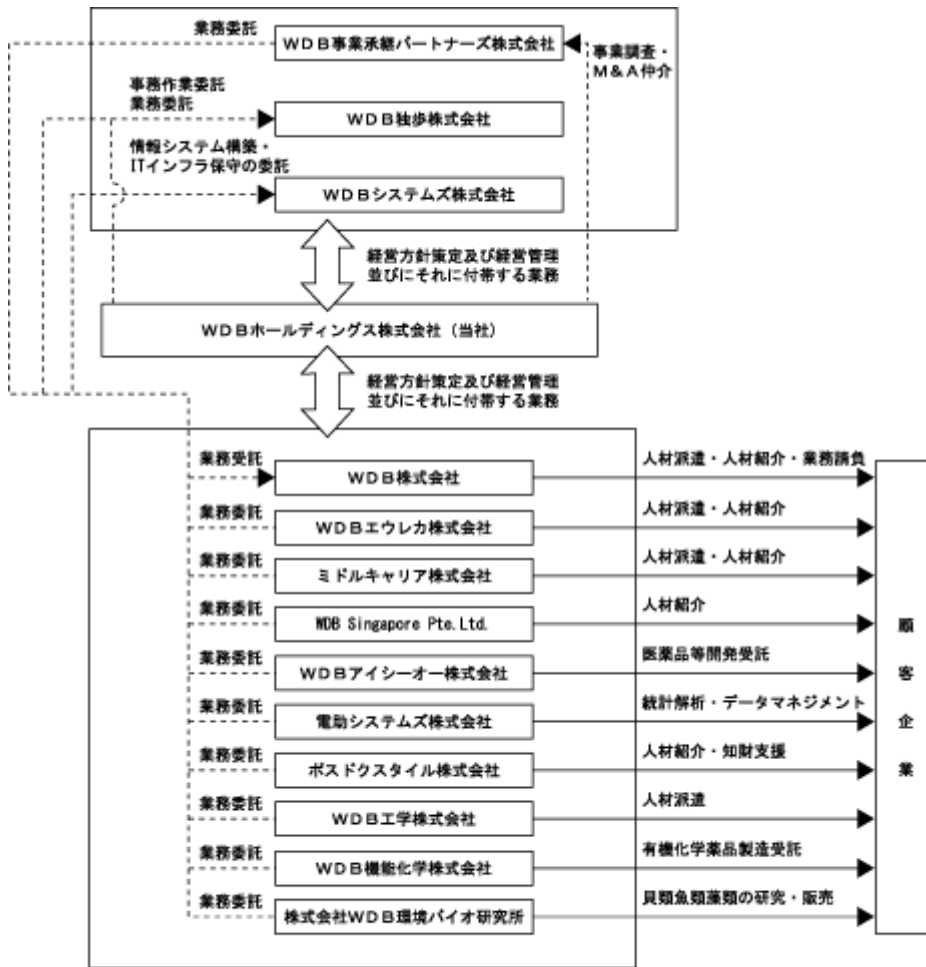 業務委託
WDB事業承継パートナーズ株式会社
事業調査・
M&A仲介
事務作業委託
業務委託
WDB独歩株式会社
情報システム構築・
ITインフラ保守の委託
WDBシステムズ株式会社
経営方針策定及び経営管理
並びにそれに付帯する業務
WDBホールディングス株式会社(当社)
経営方針策定及び経営管理
並びにそれに付帯する業務
業務受託
WDB株式会社
人材派遣・人材紹介・業務請負
業務委託
WDBエウレカ株式会社
人材派遣・人材紹介
業務委託
ミドルキャリア株式会社
人材派遣・人材紹介
業務委託
WDB Singapore Pte.Ltd.
人材紹介
業務委託
WDBアイシーオー株式会社
医薬品等開発受託
業務委託
電助システムズ株式会社
統計解析・データマネジメント
業務委託
ポスドクスタイル株式会社
人材紹介・知財支援
業務委託
WDB工学株式会社
人材派遣
業務委託
WDB機能化学株式会社
有機化学薬品製造受託
業務委託
株式会社WDB環境バイオ研究所
貝類魚類藻類の研究・販売
顧客企業